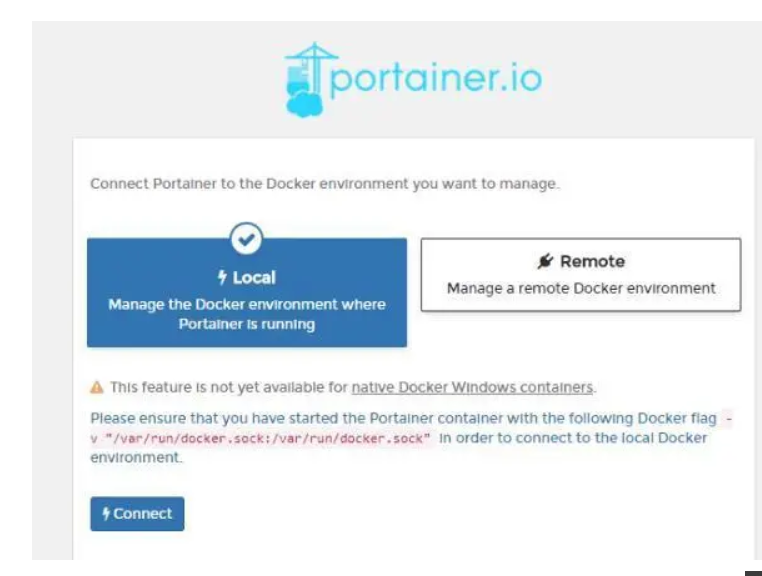 portainer.io
Connect Portainer to the Docker environment you want to manage.
Local
Manage the Docker environment where
Portainer is running
Remote
Manage a remote Docker environment
This feature is not yet available for native Docker Windows containers.
Please ensure that you have started the Portainer container with the following Docker flag -
v "/var/run/docker.sock:/var/run/docker.sock" in order to connect to the local Docker
environment.
Connect